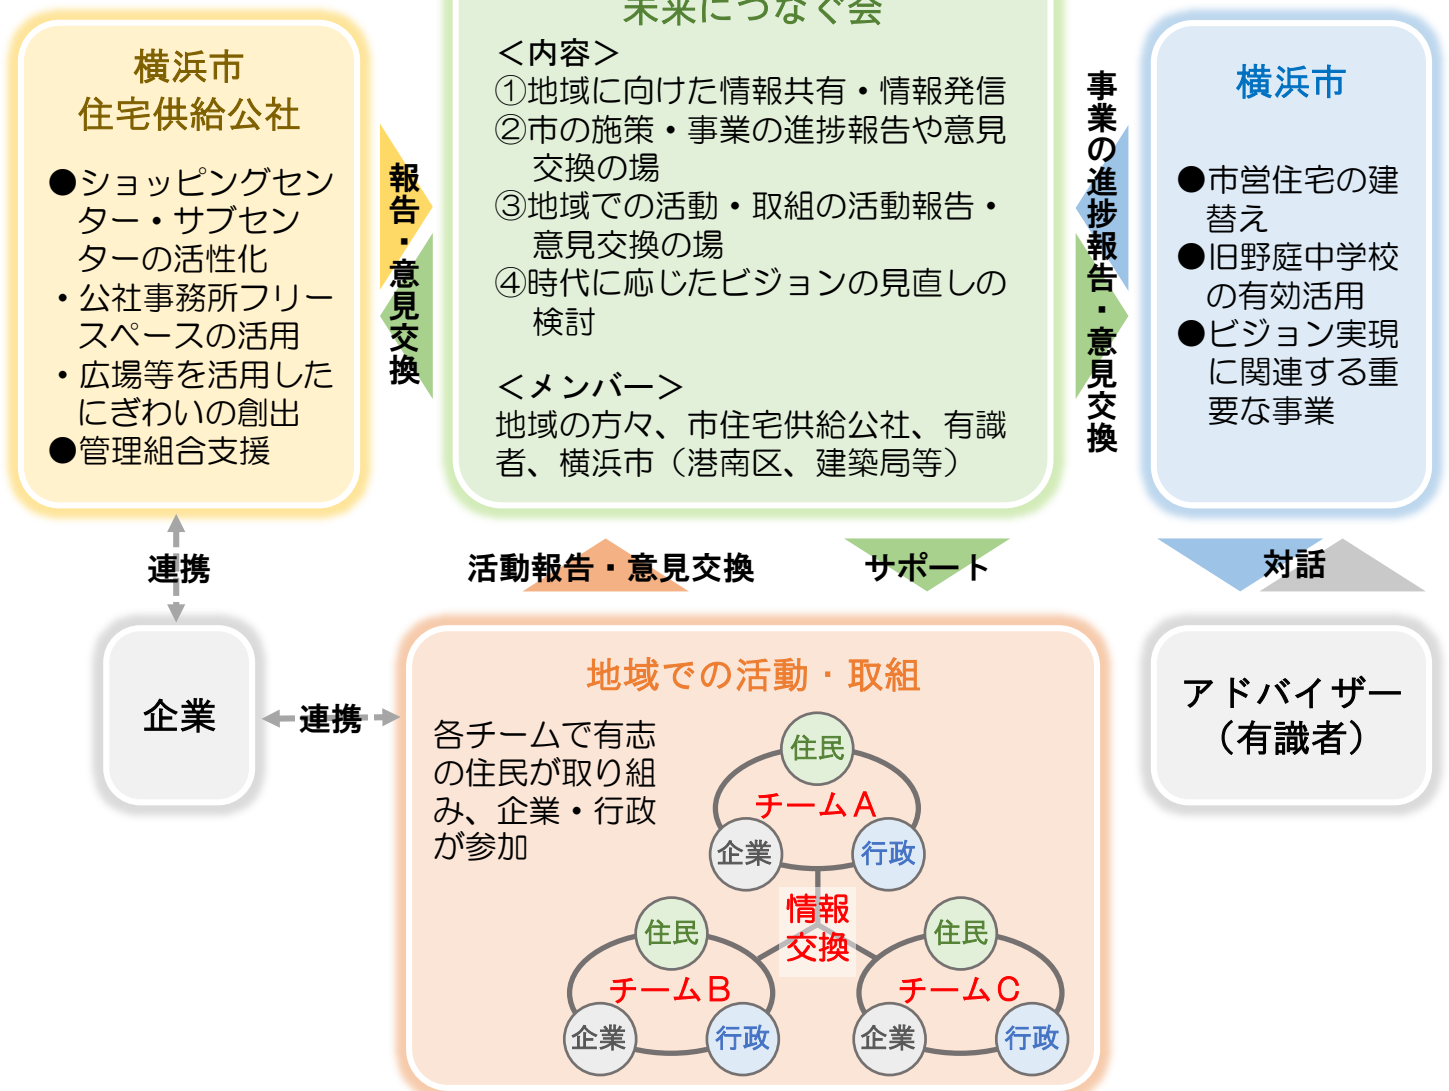 未来につなぐ会
＜内容＞
①地域に向けた情報共有・情報発信
②市の施策・事業の進捗報告や意見
交換の場
③地域での活動・取組の活動報告・
意見交換の場
④時代に応じたビジョンの見直しの
検討
＜メンバー＞
地域の方々、市住宅供給公社、有識
者、横浜市（港南区、建築局等）
横浜市
住宅供給公社
●ショッピングセン
ター・サブセン
ターの活性化
・公社事務所フリー
スペースの活用
・広場等を活用した
にぎわいの創出
●管理組合支援
報告・意見交換
事業の進捗報告・意見交換
横浜市
●市営住宅の建
替え
●旧野庭中学校
の有効活用
●ビジョン実現
に関連する重
要な事業
連携
活動報告・意見交換
サポート
対話
企業
連携
地域での活動・取組
各チームで有志
の住民が取り組
み、企業・行政
が参加
住民
チームＡ
企業
行政
情報
交換
住民
チームＢ
企業
行政
住民
チームＣ
企業
行政
アドバイザー
（有識者）